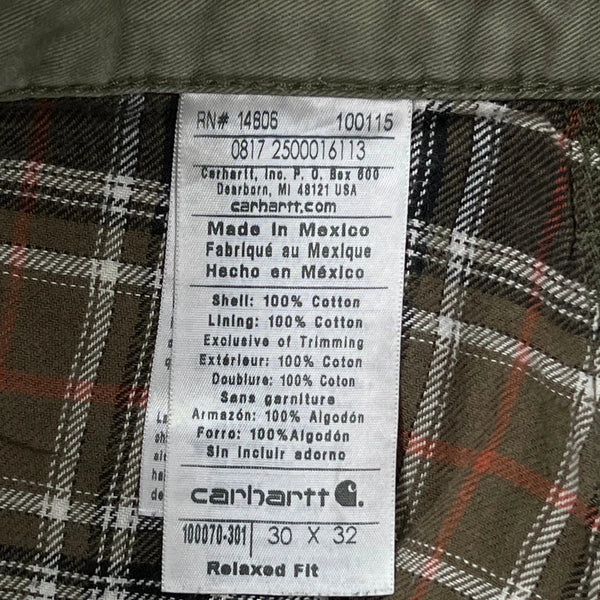 RN# 14806 100115
0817 2500016113
Carhartt, Inc. P. O. Box 600
Dearborn, MI 48121 USA
carhartt.com
Made in Mexico
Fabriqué au Mexique
Hecho en México
Shell: 100% Cotton
Lining: 100% Cotton
Exclusive of Trimming
Extérieur: 100% Coton
Doublure: 100% Coton
Sans garniture
Armazón: 100% Algodón
Forro: 100%Algodón
Sin incluir adorno
carhartt
100070-301 30 X 32
Relaxed Fit